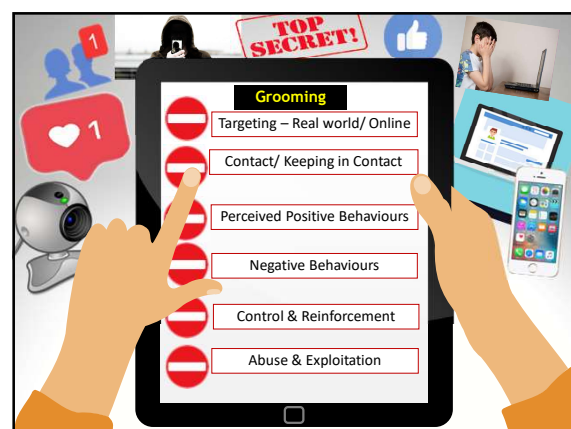 1
TOP
SECRET!
1
Grooming
Targeting – Real world/ Online
Contact/ Keeping in Contact
Perceived Positive Behaviours
Negative Behaviours
Control & Reinforcement
Abuse & Exploitation